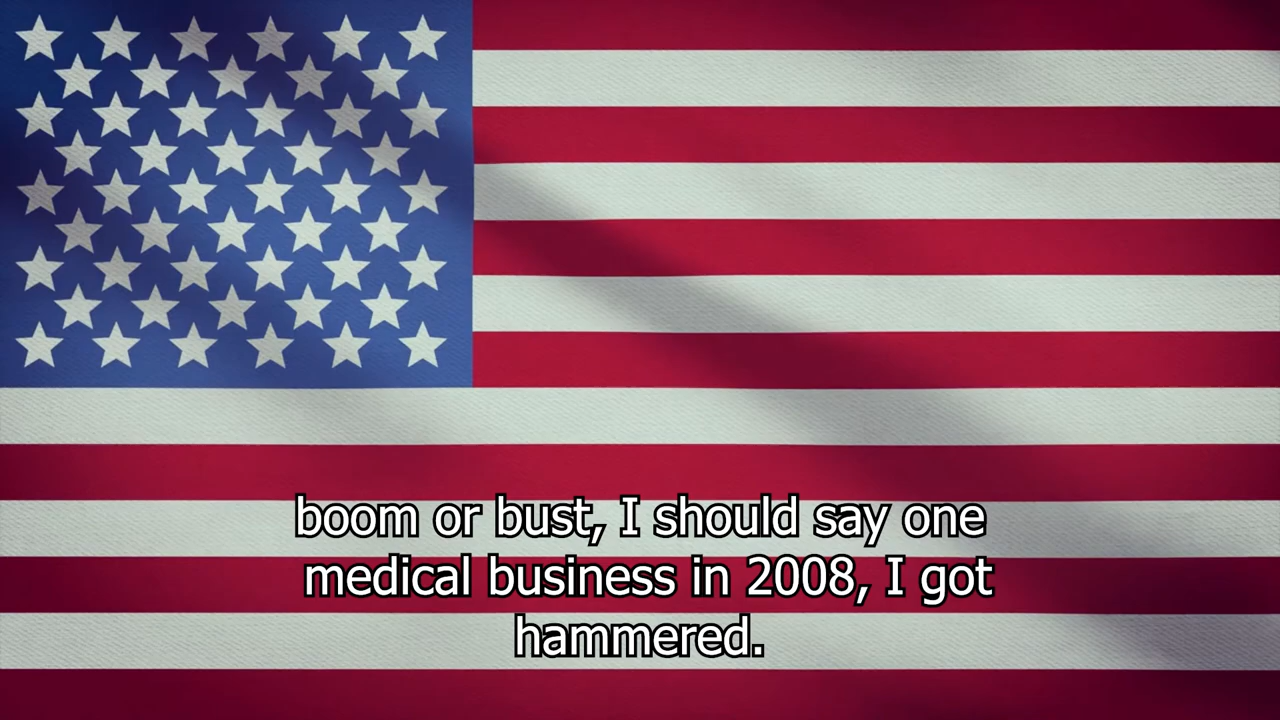 boom or bust, I should say one
medical business in 2008, I got
hammered.